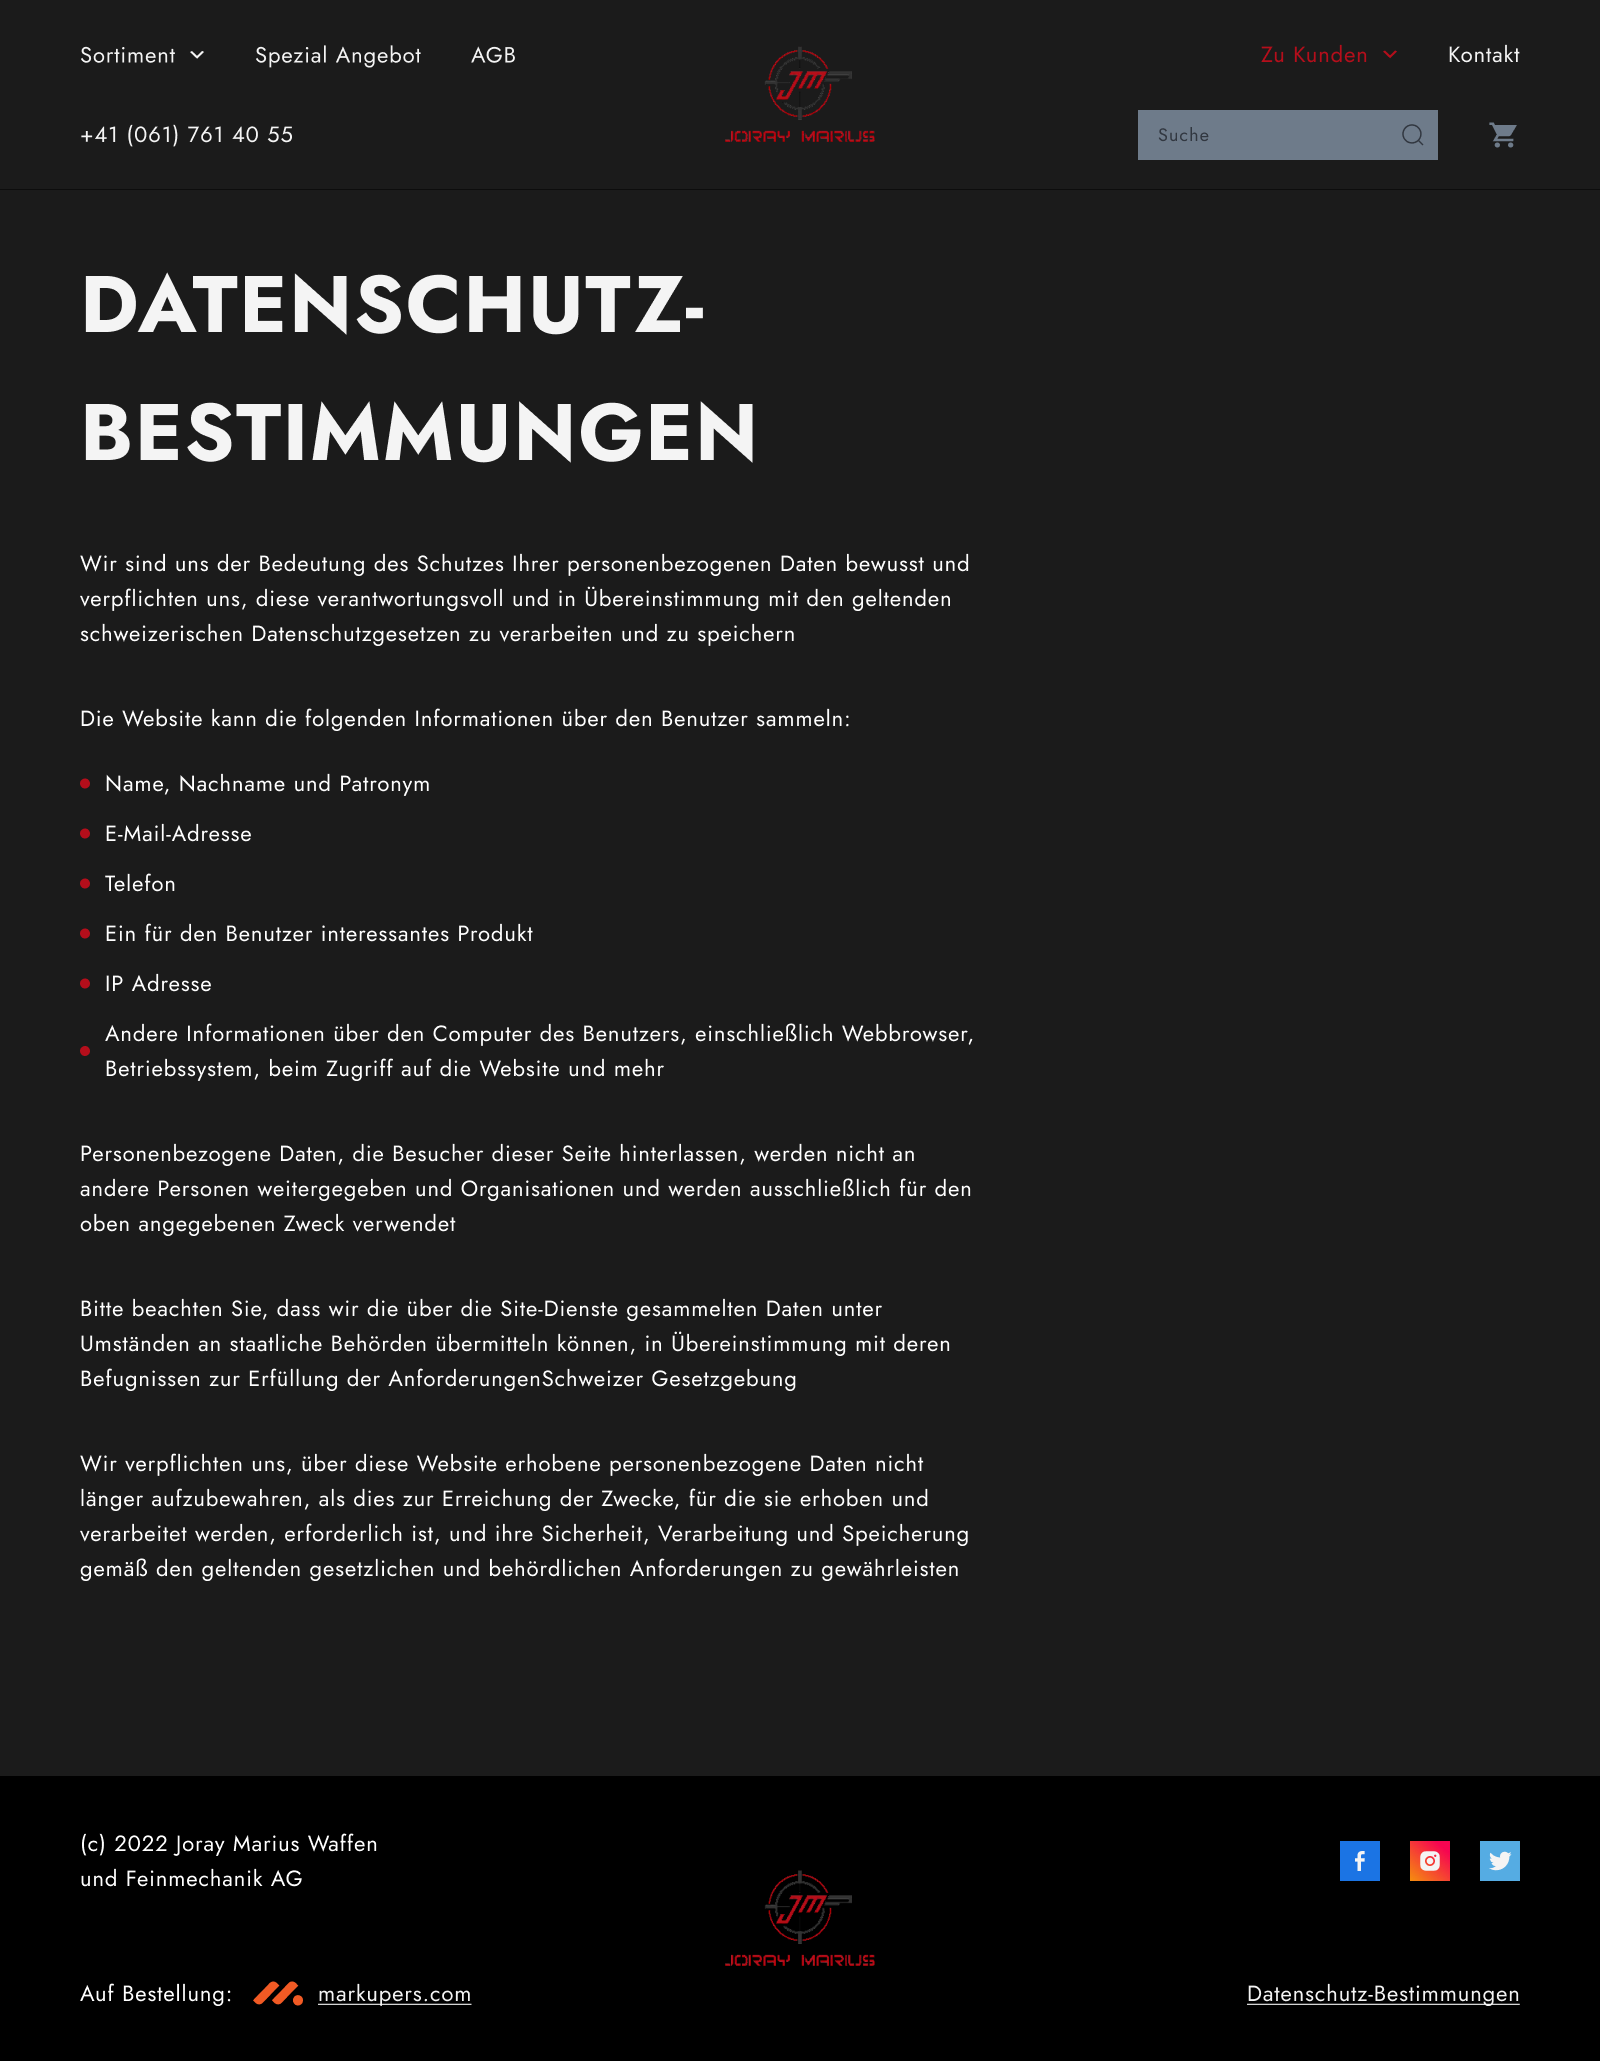 Sortiment
Spezial Angebot
AGB
Zu Kunden
Kontakt
+41 (061) 761 40 55
JM
JORAY MARIUS
Suche
DATENSCHUTZ-
BESTIMMUNGEN
Wir sind uns der Bedeutung des Schutzes Ihrer personenbezogenen Daten bewusst und
verpflichten uns, diese verantwortungsvoll und in Übereinstimmung mit den geltenden
schweizerischen Datenschutzgesetzen zu verarbeiten und zu speichern
Die Website kann die folgenden Informationen über den Benutzer sammeln:
Name, Nachname und Patronym
E-Mail-Adresse
Telefon
Ein für den Benutzer interessantes Produkt
IP Adresse
Andere Informationen über den Computer des Benutzers, einschließlich Webbrowser,
Betriebssystem, beim Zugriff auf die Website und mehr
Personenbezogene Daten, die Besucher dieser Seite hinterlassen, werden nicht an
andere Personen weitergegeben und Organisationen und werden ausschließlich für den
oben angegebenen Zweck verwendet
Bitte beachten Sie, dass wir die über die Site-Dienste gesammelten Daten unter
Umständen an staatliche Behörden übermitteln können, in Übereinstimmung mit deren
Befugnissen zur Erfüllung der AnforderungenSchweizer Gesetzgebung
Wir verpflichten uns, über diese Website erhobene personenbezogene Daten nicht
länger aufzubewahren, als dies zur Erreichung der Zwecke, für die sie erhoben und
verarbeitet werden, erforderlich ist, und ihre Sicherheit, Verarbeitung und Speicherung
gemäß den geltenden gesetzlichen und behördlichen Anforderungen zu gewährleisten
(c) 2022 Joray Marius Waffen
und Feinmechanik AG
JM
JORAY MARIUS
Auf Bestellung:
markupers.com
Datenschutz-Bestimmungen